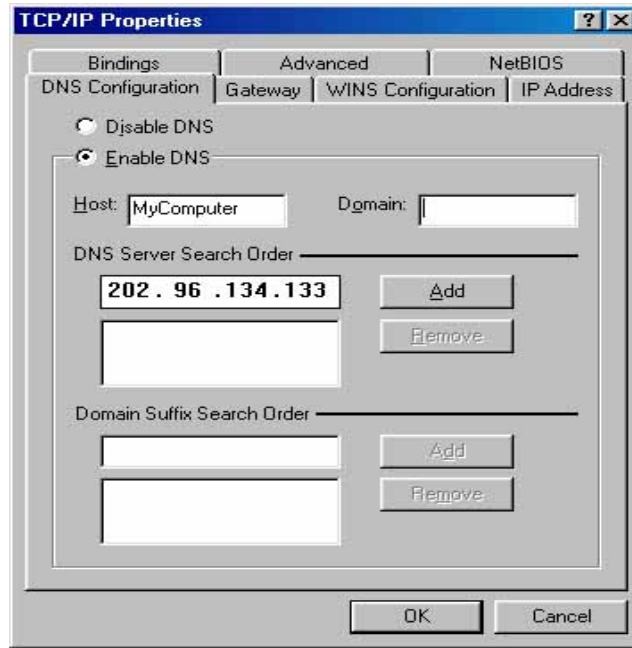 TCP/IP Properties
Bindings Advanced NetBIOS
DNS Configuration Gateway WINS Configuration IP Address
Disable DNS
Enable DNS
Host: MyComputer Domain:
DNS Server Search Order
202. 96 .134.133 Add
Remove
Domain Suffix Search Order
Add
Remove
OK Cancel